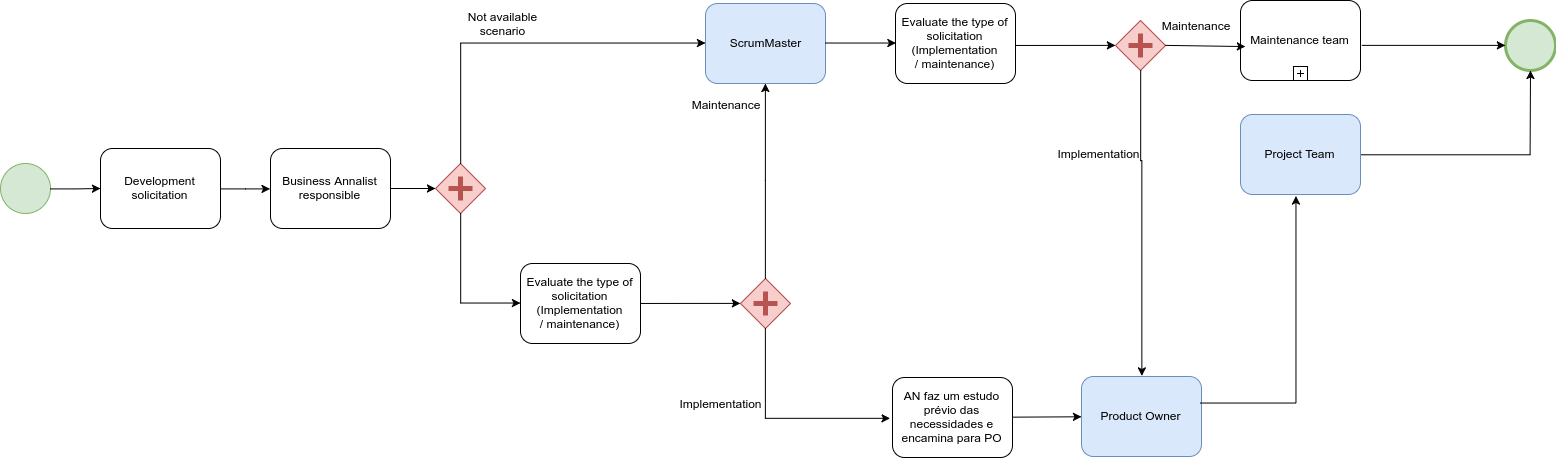 Not available
scenario
ScrumMaster
Evaluate the type of
solicitation
(Implementation
/ maintenance)
Maintenance
Maintenance team
Maintenance
Implementation
Project Team
Development
solicitation
Business Annalist
responsible
Evaluate the type of
solicitation
(Implementation
/ maintenance)
Implementation
AN faz um estudo
prévio das
necessidades e
encamina para PO
Product Owner